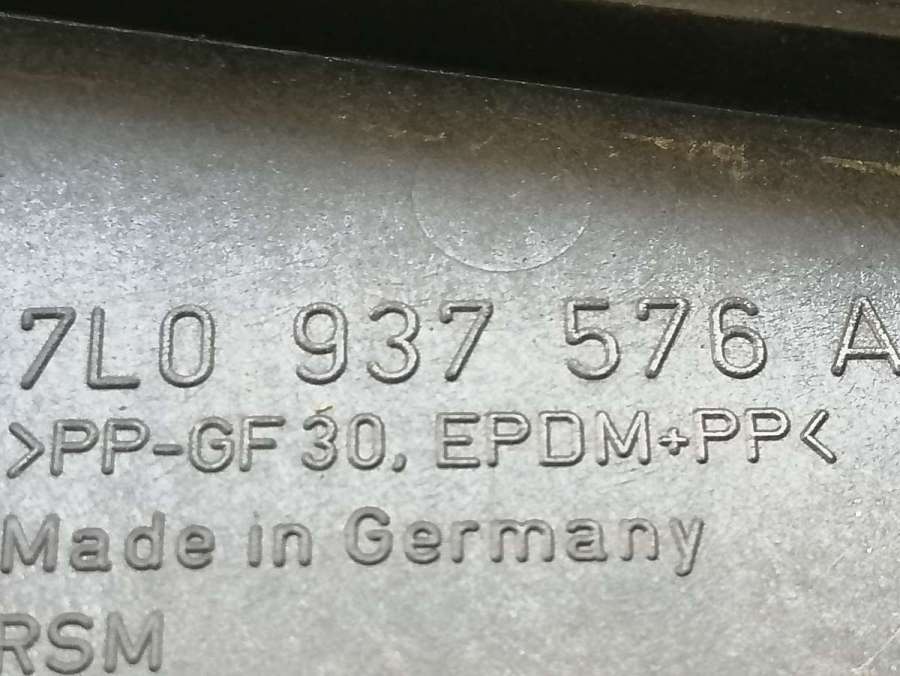 7L0 937 576 A
>PP-GF 30, EPDM+PP<
Made in Germany
RSM